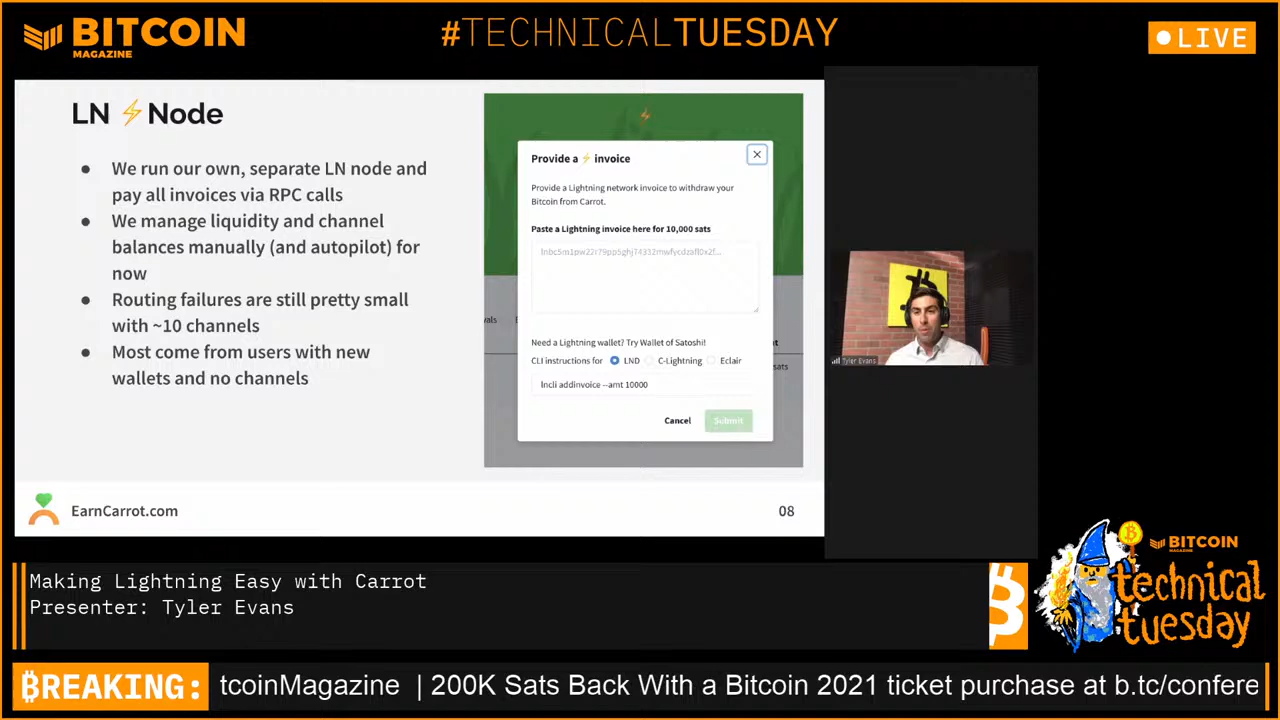 BITCOIN
MAGAZINE
#TECHNICALTUESDAY
LIVE
LN ⚡ Node
● We run our own, separate LN node and
pay all invoices via RPC calls
● We manage liquidity and channel
balances manually (and autopilot) for
now
● Routing failures are still pretty small
with ~10 channels
● Most come from users with new
wallets and no channels
Provide a ⚡ invoice
Provide a Lightning network invoice to withdraw your
Bitcoin from Carrot.
Paste a Lightning invoice here for 10,000 sats
Need a Lightning wallet? Try Wallet of Satoshi!
CLI instructions for LND C-Lightning Eclair
lncli addinvoice --amt 10000
Cancel Submit
vals
sats
Tyler Evans
EarnCarrot.com
08
Making Lightning Easy with Carrot
Presenter: Tyler Evans
BITCOIN
MAGAZINE
technical
tuesday
₿REAKING: tcoinMagazine | 200K Sats Back With a Bitcoin 2021 ticket purchase at b.tc/confere